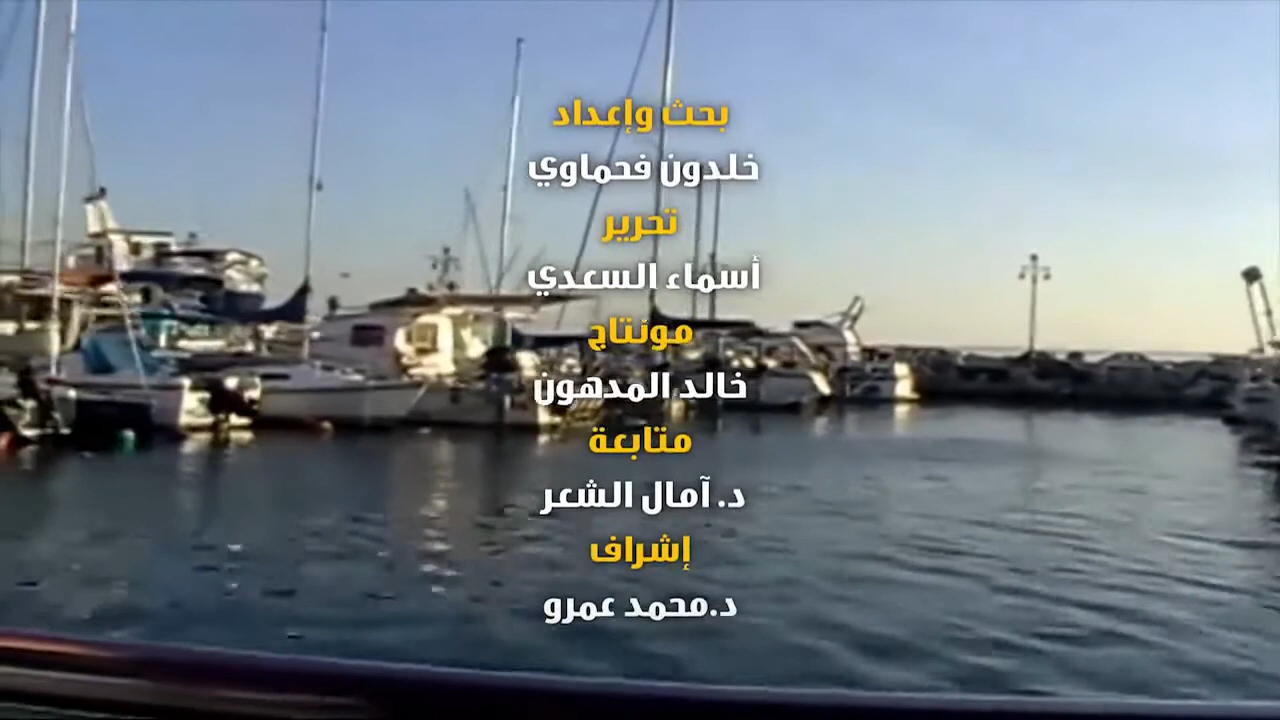 بحث وإعداد
خلدون فحماوي
تحرير
أسماء السعدي
مونتاج
خالد المدهون
متابعة
د. آمال الشعر
إشراف
د.محمد عمرو